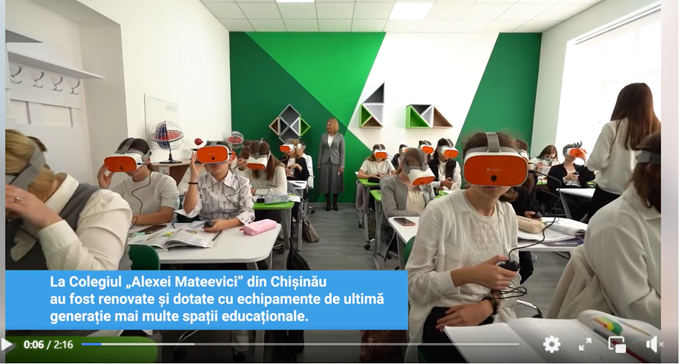 La Colegiul „Alexei Mateevici” din Chișinău
au fost renovate și dotate cu echipamente de ultimă
generație mai multe spații educaționale.
0:06 / 2:16